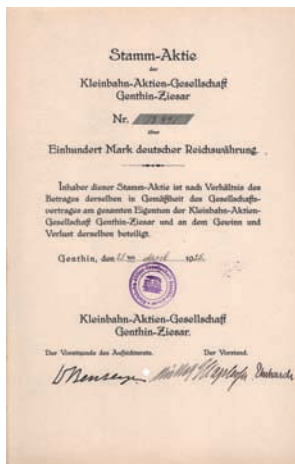 Stamm-Aktie
der
Kleinbahn-Aktien-Gesellschaft
Genthin-Ziesar
Nr.
über
Einhundert Mark deutscher Reichswährung.
Inhaber dieser Stamm-Aktie ist nach Verhältnis des
Betrages derselben in Gemäßheit des Gesellschafts-
vertrages am gesamten Eigentum der Kleinbahn-Aktien-
Gesellschaft Genthin-Ziesar und an dem Gewinn und
Verlust derselben beteiligt.
Genthin, den 19
Kleinbahn-Aktien-Gesellschaft
Genthin-Ziesar.
Der Vorsitzende des Aufsichtsrats. Der Vorstand.